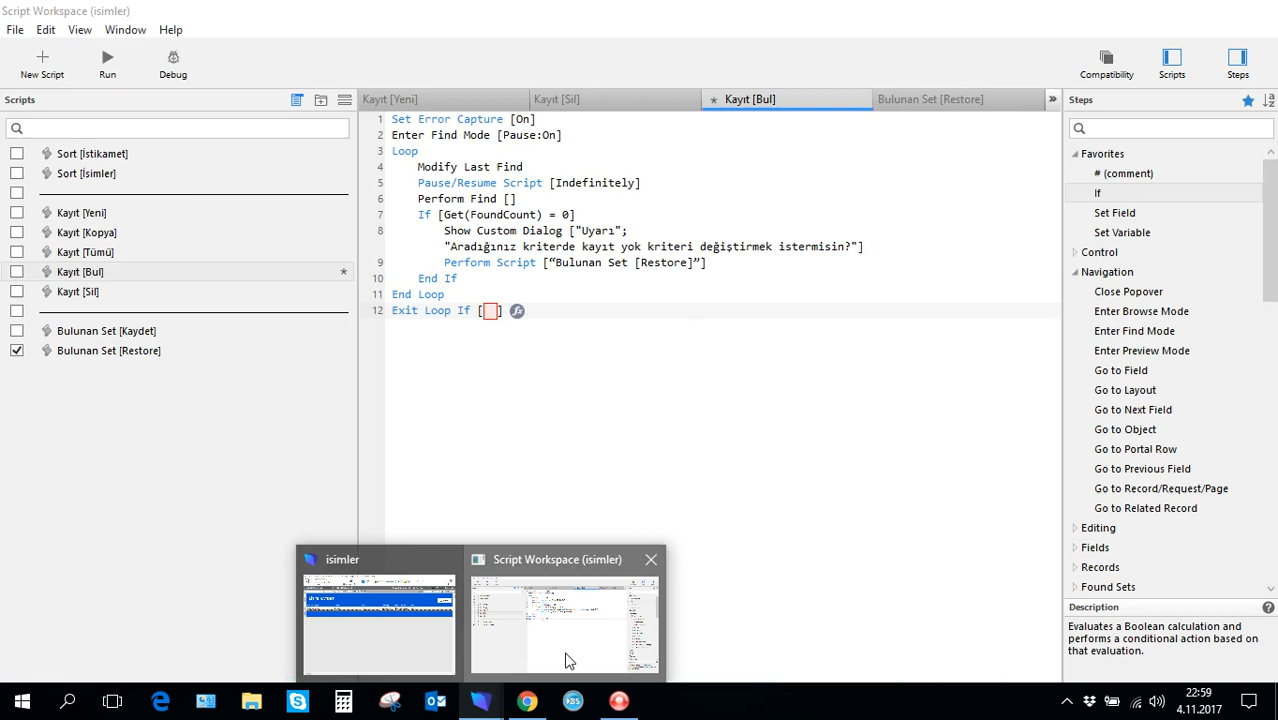 Script Workspace (isimler)
File Edit View Window Help
New Script Run Debug Compatibility Scripts Steps
Scripts
Kayıt [Yeni] Kayıt [Sil] * Kayıt [Bul] Bulunan Set [Restore] »
Steps
Sort [İstikamet]
Sort [İsimler]
Kayıt [Yeni]
Kayıt [Kopya]
Kayıt [Tümü]
Kayıt [Bul] *
Kayıt [Sil]
Bulunan Set [Kaydet]
Bulunan Set [Restore]
1 Set Error Capture [On]
2 Enter Find Mode [Pause:On]
3 Loop
4 Modify Last Find
5 Pause/Resume Script [Indefinitely]
6 Perform Find []
7 If [Get(FoundCount) = 0]
8 Show Custom Dialog ["Uyarı";
"Aradığınız kriterde kayıt yok kriteri değiştirmek istermisin?"]
9 Perform Script [“Bulunan Set [Restore]”]
10 End If
11 End Loop
12 Exit Loop If [ ] fx
Favorites
# (comment)
If
Set Field
Set Variable
Control
Navigation
Close Popover
Enter Browse Mode
Enter Find Mode
Enter Preview Mode
Go to Field
Go to Layout
Go to Next Field
Go to Object
Go to Portal Row
Go to Previous Field
Go to Record/Request/Page
Go to Related Record
Editing
Fields
Records
Found Sets
Description
Evaluates a Boolean calculation and
performs a conditional action based on
that evaluation.
isimler
Script Workspace (isimler)
22:59
4.11.2017